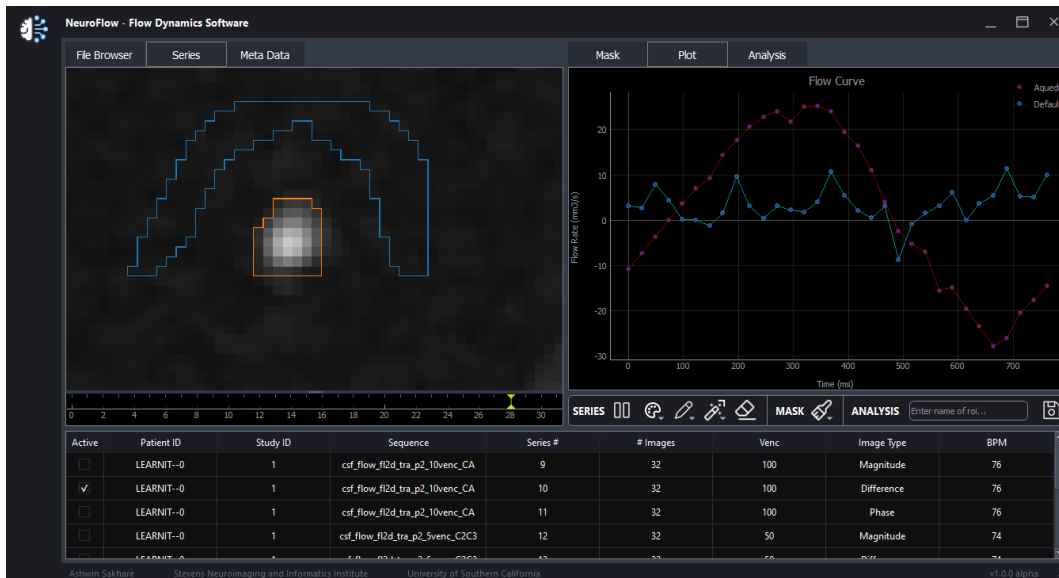 NeuroFlow - Flow Dynamics Software
File Browser Series Meta Data
Mask Plot Analysis
Flow Curve
Aqued
Defaul
20
10
0
-10
-20
-30
Flow Rate (mm3/s)
0 100 200 300 400 500 600 700
Time (ms)
0 2 4 6 8 10 12 14 16 18 20 22 24 26 28 30
SERIES MASK ANALYSIS Enter name of roi...
Active Patient ID Study ID Sequence Series # # Images Venc Image Type BPM
LEARNIT--0 1 csf_flow_fl2d_tra_p2_10venc_CA 9 32 100 Magnitude 76
LEARNIT--0 1 csf_flow_fl2d_tra_p2_10venc_CA 10 32 100 Difference 76
LEARNIT--0 1 csf_flow_fl2d_tra_p2_10venc_CA 11 32 100 Phase 76
LEARNIT--0 1 csf_flow_fl2d_tra_p2_5venc_C2C3 12 32 50 Magnitude 74
Ashwin Sakhare Stevens Neuroimaging and Informatics Institute University of Southern California v1.0.0 alpha